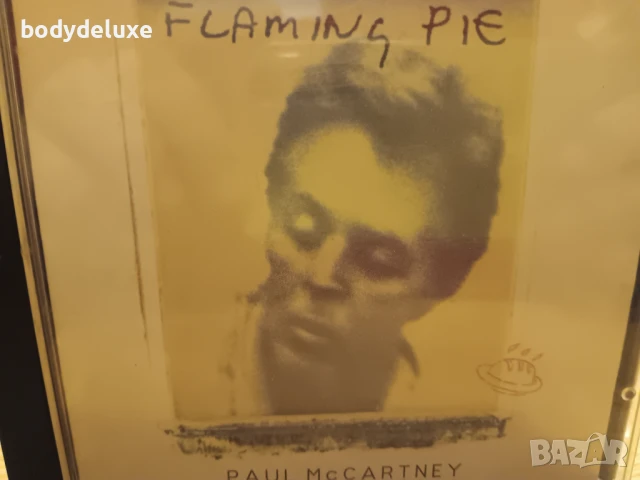 bodydeluxe
FLAMING PIE
PAUL McCARTNEY
BAZAR